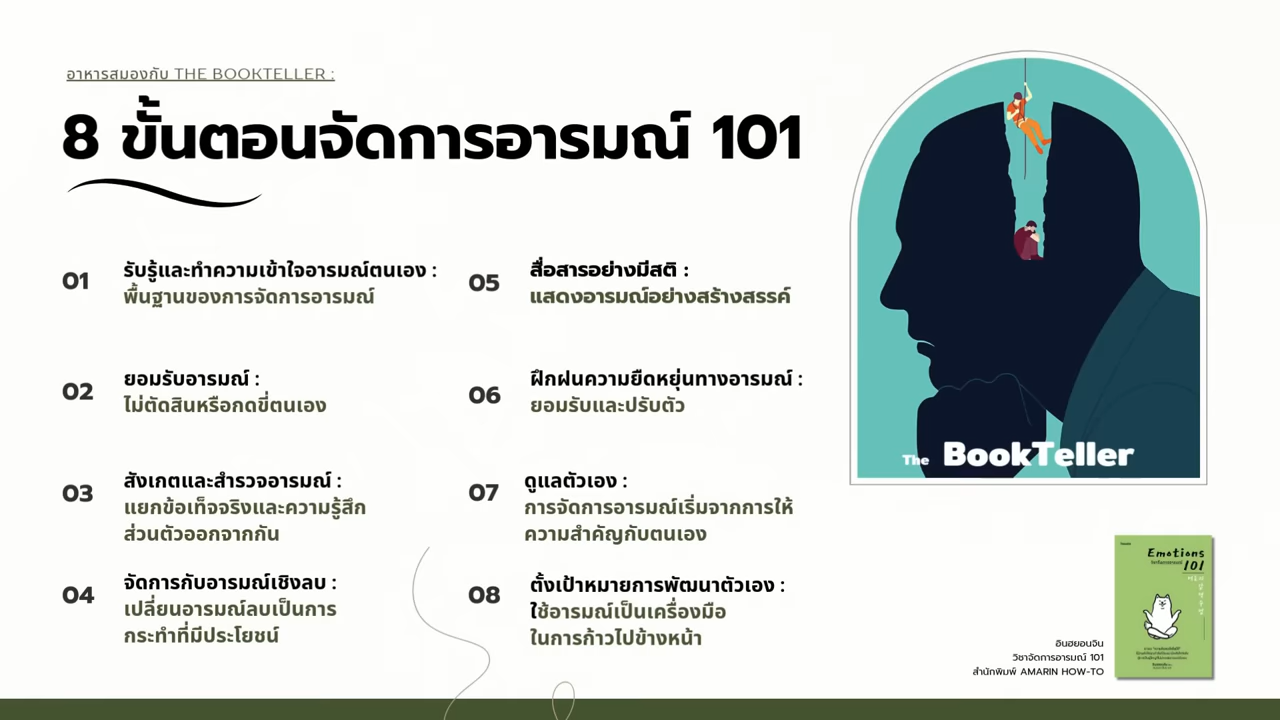 อาหารสมองกับ THE BOOKTELLER :
8 ขั้นตอนจัดการอารมณ์ 101
01
รับรู้และทำความเข้าใจอารมณ์ตนเอง :
พื้นฐานของการจัดการอารมณ์
02
ยอมรับอารมณ์ :
ไม่ตัดสินหรือกดขี่ตนเอง
03
สังเกตและสำรวจอารมณ์ :
แยกข้อเท็จจริงและความรู้สึก
ส่วนตัวออกจากกัน
04
จัดการกับอารมณ์เชิงลบ :
เปลี่ยนอารมณ์ลบเป็นการ
กระทำที่มีประโยชน์
05
สื่อสารอย่างมีสติ :
แสดงอารมณ์อย่างสร้างสรรค์
06
ฝึกฝนความยืดหยุ่นทางอารมณ์ :
ยอมรับและปรับตัว
07
ดูแลตัวเอง :
การจัดการอารมณ์เริ่มจากการให้
ความสำคัญกับตนเอง
08
ตั้งเป้าหมายการพัฒนาตัวเอง :
ใช้อารมณ์เป็นเครื่องมือ
ในการก้าวไปข้างหน้า
The BookTeller
Emotions
วิชาจัดการอารมณ์ 101
อินฮยอนจิน
วิชาจัดการอารมณ์ 101
สำนักพิมพ์ AMARIN HOW-TO